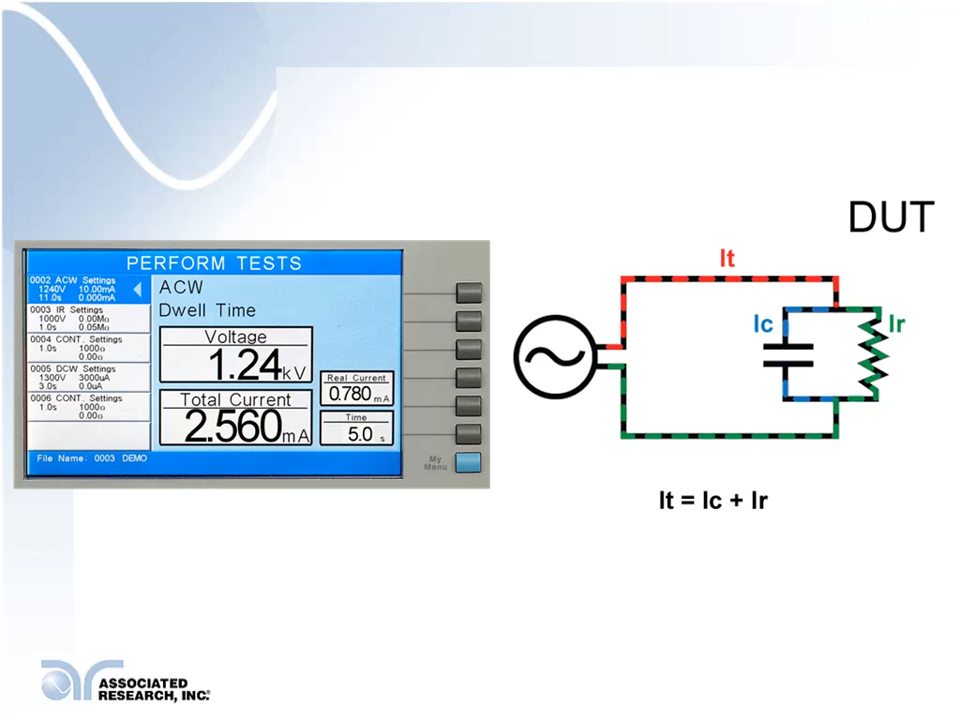 DUT
PERFORM TESTS
0002 ACW Settings
1240V 10.00mA
11.0s 0.000mA
0003 IR Settings
1000V 0.00MΩ
1.0s 0.05MΩ
0004 CONT. Settings
1.0s 1000Ω
0.00Ω
0005 DCW Settings
1300V 3000uA
3.0s 0.0uA
0006 CONT. Settings
1.0s 1000Ω
0.00Ω
File Name: 0003 DEMO
ACW
Dwell Time
Voltage
1.24kV
Total Current
2.560mA
Real Current
0.780mA
Time
5.0 s
My
Menu
It
Ic
Ir
It = Ic + Ir
ar
ASSOCIATED
RESEARCH, INC.